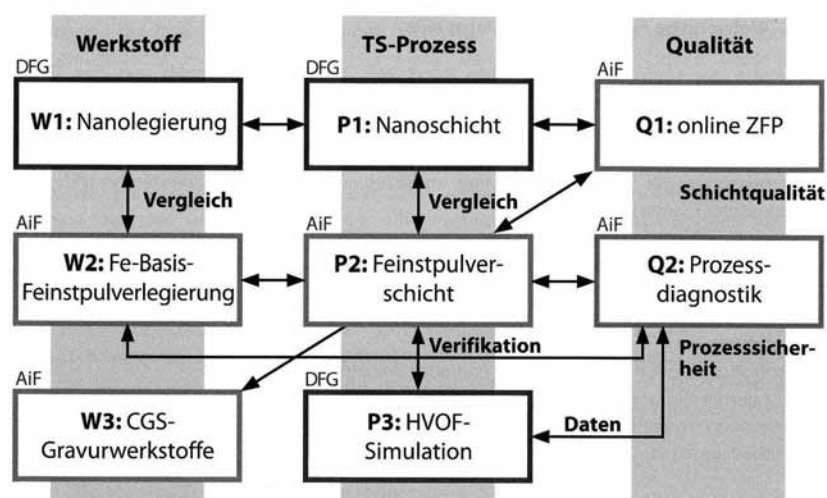 Werkstoff
TS-Prozess
Qualität
DFG
DFG
AiF
W1: Nanolegierung
P1: Nanoschicht
Q1: online ZFP
Vergleich
Vergleich
Schichtqualität
AiF
AiF
AiF
W2: Fe-Basis-
Feinstpulverlegierung
P2: Feinstpulver-
schicht
Q2: Prozess-
diagnostik
Verifikation
Prozesssicher-
heit
AiF
DFG
W3: CGS-
Gravurwerkstoffe
P3: HVOF-
Simulation
Daten